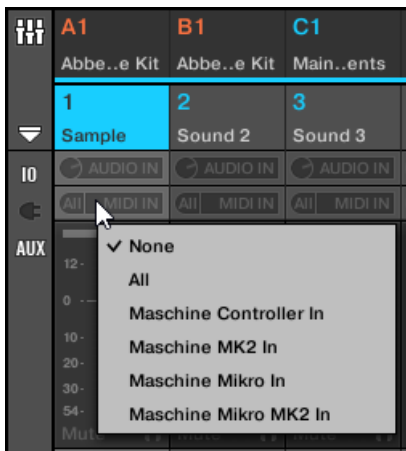 A1 B1 C1
Abbe..e Kit Abbe..e Kit Main..ents
1 2 3
Sample Sound 2 Sound 3
IO AUDIO IN AUDIO IN AUDIO IN
All MIDI IN All MIDI IN All MIDI IN
AUX
None
12-
All
0
Maschine Controller In
10-
Maschine MK2 In
20-
Maschine Mikro In
30-
54-
Maschine Mikro MK2 In
Mute Mute Mute